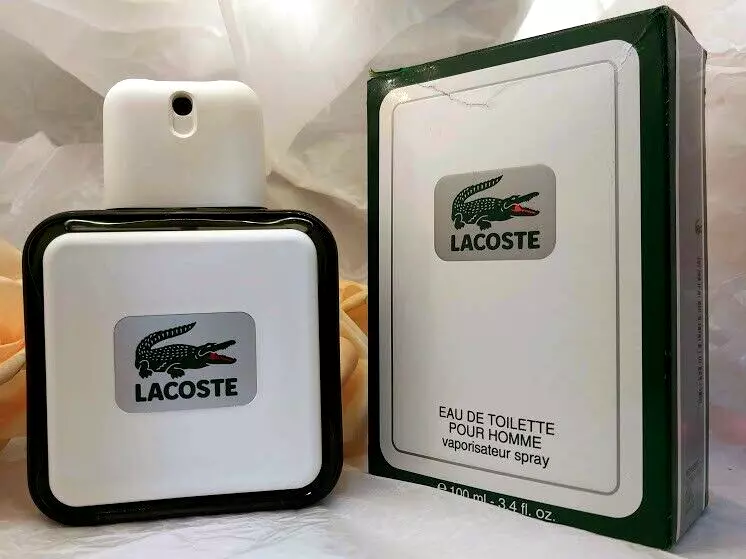 LACOSTE
LACOSTE
EAU DE TOILETTE
POUR HOMME
vaporisateur spray
e 100 ml - 3.4 fl. oz.